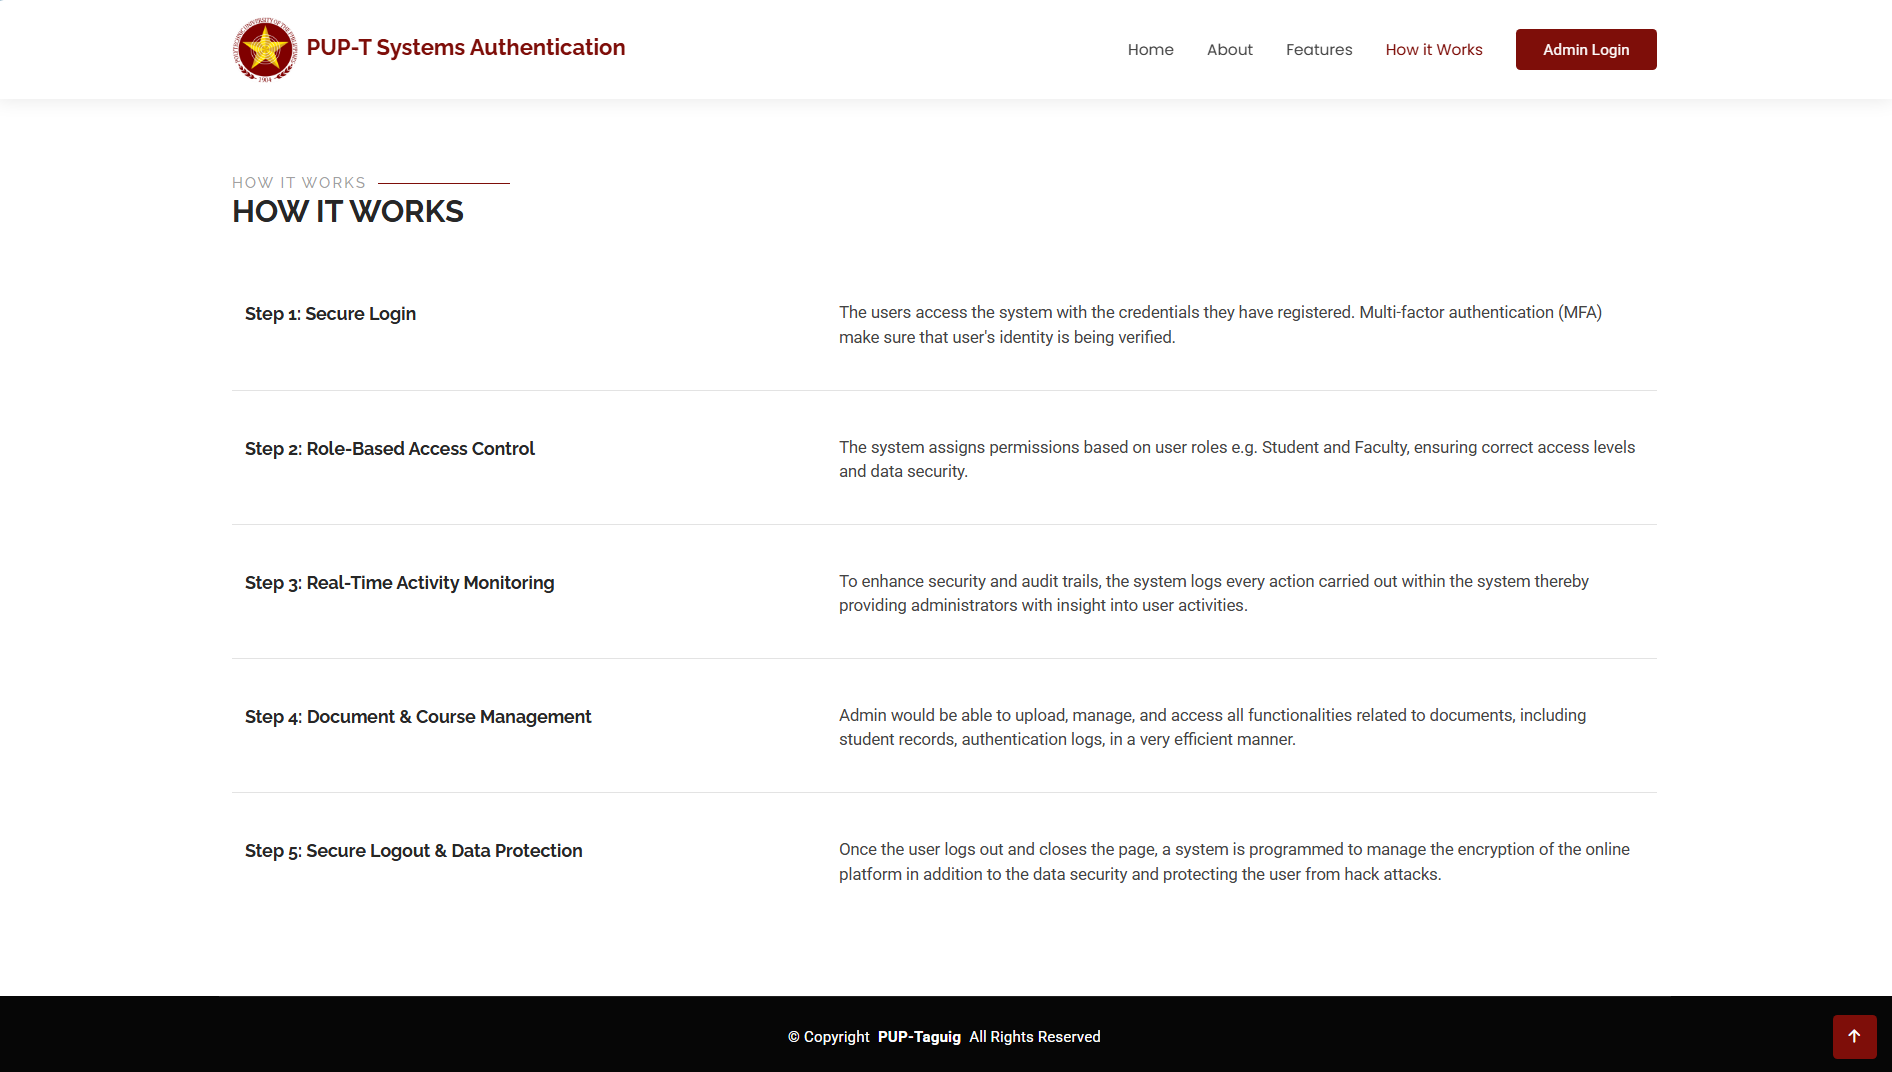 PUP-T Systems Authentication
Home
About
Features
How it Works
Admin Login
HOW IT WORKS
HOW IT WORKS
Step 1: Secure Login
The users access the system with the credentials they have registered. Multi-factor authentication (MFA)
make sure that user's identity is being verified.
Step 2: Role-Based Access Control
The system assigns permissions based on user roles e.g. Student and Faculty, ensuring correct access levels
and data security.
Step 3: Real-Time Activity Monitoring
To enhance security and audit trails, the system logs every action carried out within the system thereby
providing administrators with insight into user activities.
Step 4: Document & Course Management
Admin would be able to upload, manage, and access all functionalities related to documents, including
student records, authentication logs, in a very efficient manner.
Step 5: Secure Logout & Data Protection
Once the user logs out and closes the page, a system is programmed to manage the encryption of the online
platform in addition to the data security and protecting the user from hack attacks.
© Copyright PUP-Taguig All Rights Reserved